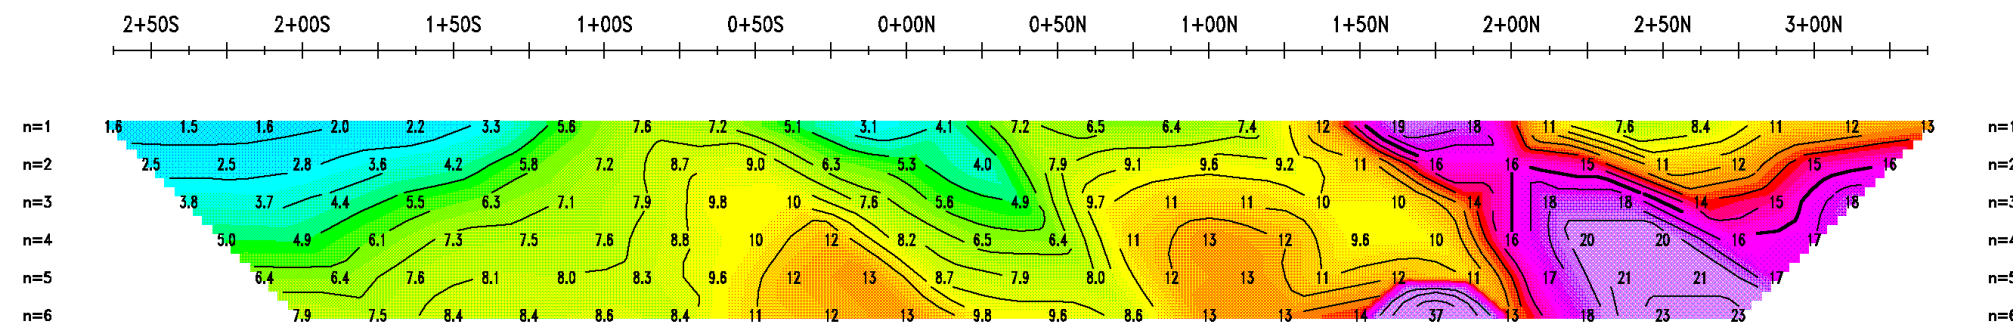 2+50S 2+00S 1+50S 1+00S 0+50S 0+00N 0+50N 1+00N 1+50N 2+00N 2+50N 3+00N
n=1 1.6 1.5 1.6 2.0 2.2 3.3 5.6 7.6 7.2 5.1 3.1 4.1 7.2 6.5 6.4 7.4 12 19 18 11 7.6 8.4 11 12 13 n=1
n=2 2.5 2.5 2.8 3.6 4.2 5.8 7.2 8.7 9.0 6.3 5.3 4.0 7.9 9.1 9.6 9.2 11 16 16 15 11 12 15 16 n=2
n=3 3.8 3.7 4.4 5.5 6.3 7.1 7.9 9.8 10 7.6 5.6 4.9 9.7 11 11 10 10 14 18 18 14 15 18 n=3
n=4 5.0 4.9 6.1 7.3 7.5 7.6 8.8 10 12 8.2 6.5 6.4 11 13 12 9.6 10 16 20 20 16 17 n=4
n=5 6.4 6.4 7.6 8.1 8.0 8.3 9.6 12 13 8.7 7.9 8.0 12 13 11 12 11 17 21 21 17 n=5
n=6 7.9 7.5 8.4 8.4 8.6 8.4 11 12 13 9.8 9.6 8.6 13 13 14 37 13 18 23 23